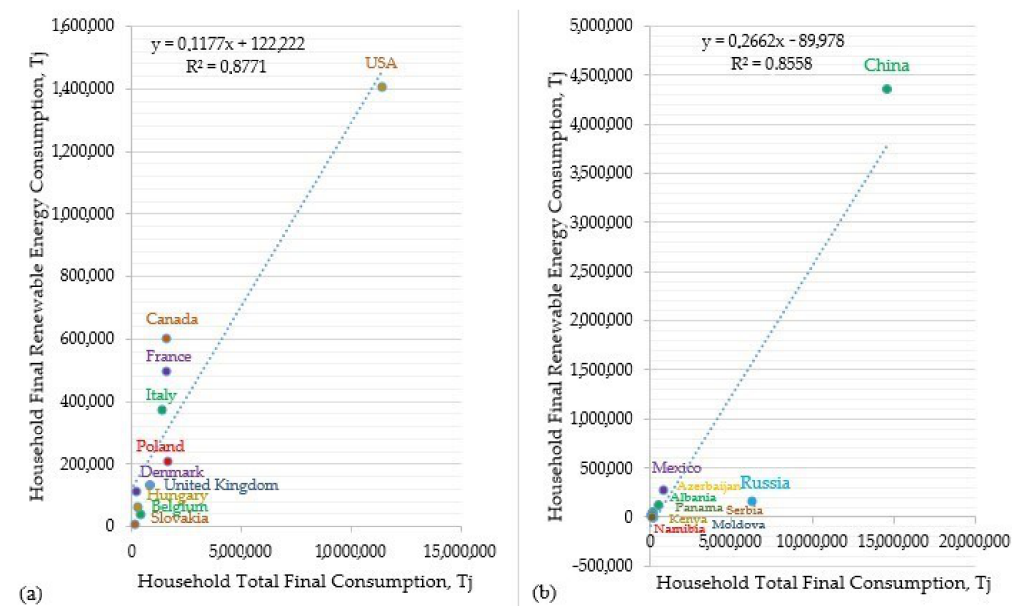 1,600,000
1,400,000
1,200,000
1,000,000
800,000
600,000
400,000
200,000
0
Household Final Renewable Energy Consumption, Tj
y = 0,1177x + 122,222
R² = 0,8771
USA
Canada
France
Italy
Poland
Denmark
United Kingdom
Hungary
Belgium
Slovakia
0 5,000,000 10,000,000 15,000,000
Household Total Final Consumption, Tj
(a)
5,000,000
4,500,000
4,000,000
3,500,000
3,000,000
2,500,000
2,000,000
1,500,000
1,000,000
500,000
0
-500,000
Household Final Renewable Energy Consumption, Tj
y = 0,2662x - 89,978
R² = 0,8558
China
Mexico
Azerbaijan
Russia
Albania
Panama
Serbia
Kenya
Moldova
Namibia
0 5,000,000 10,000,000 15,000,000 20,000,000
Household Total Final Consumption, Tj
(b)